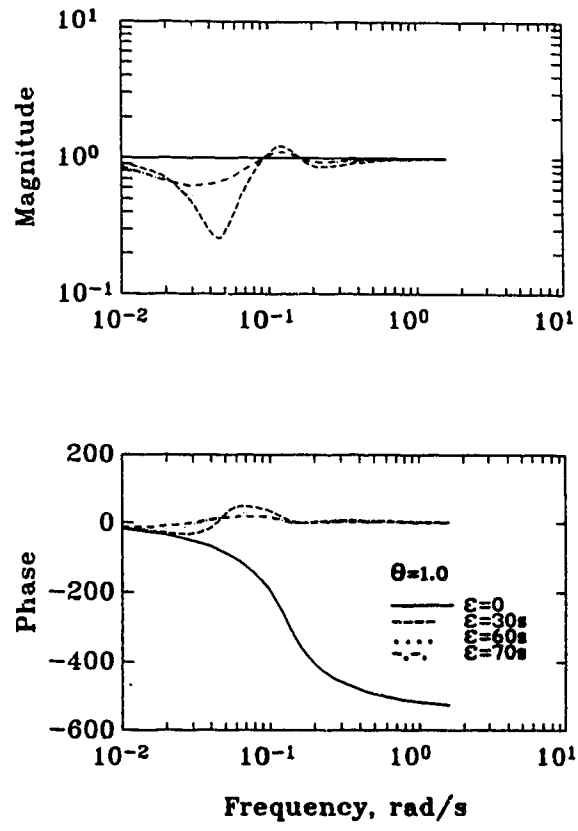 10¹
Magnitude
10⁰
10⁻¹
10⁻² 10⁻¹ 10⁰ 10¹
200
0
-200
-400
-600
Phase
Θ=1.0
ε=0
ε=30s
ε=60s
ε=70s
10⁻² 10⁻¹ 10⁰ 10¹
Frequency, rad/s